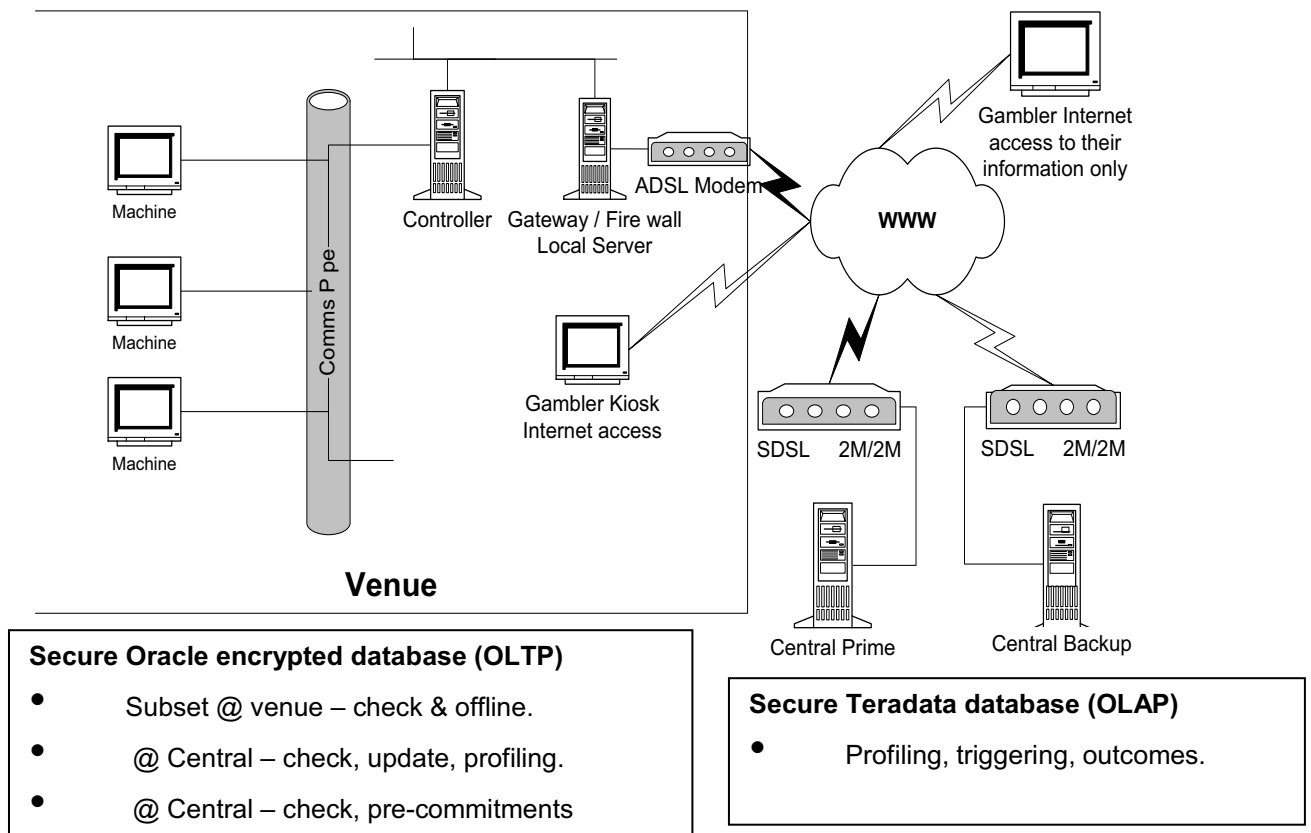 Machine
Machine
Machine
Comms P pe
Controller
Gateway / Fire wall
Local Server
ADSL Modem
Gambler Kiosk
Internet access
Venue
WWW
Gambler Internet
access to their
information only
SDSL 2M/2M
SDSL 2M/2M
Central Prime
Central Backup
Secure Oracle encrypted database (OLTP)
• Subset @ venue – check & offline.
• @ Central – check, update, profiling.
• @ Central – check, pre-commitments
Secure Teradata database (OLAP)
• Profiling, triggering, outcomes.